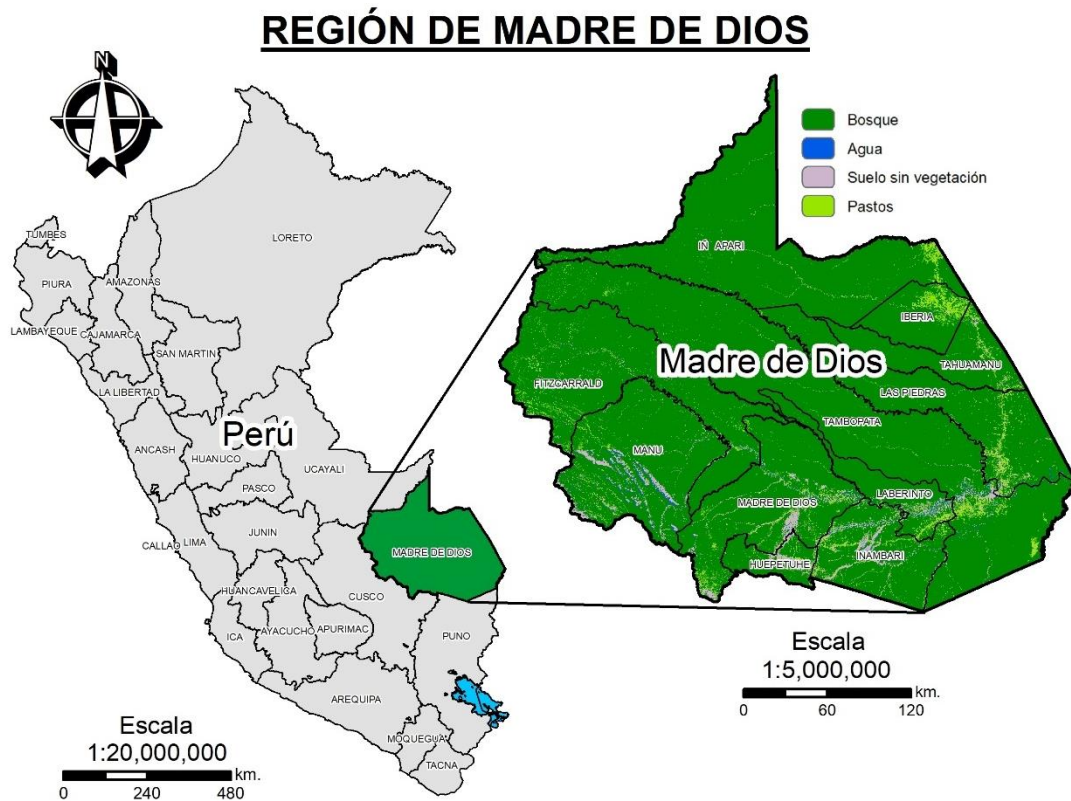 REGIÓN DE MADRE DE DIOS
N
Bosque
Agua
Suelo sin vegetación
Pastos
TUMBES
LORETO
PIURA
AMAZONAS
LAMBAYEQUE
CAJAMARCA
SAN MARTIN
LA LIBERTAD
Perú
ANCASH
HUANUCO
UCAYALI
PASCO
JUNIN
CALLAO
LIMA
MADRE DE DIOS
HUANCAVELIGA
CUSCO
ICA
AYACUCHO
APURIMAC
PUNO
AREQUIPA
MOQUEGUA
TACNA
Escala
1:20,000,000
km.
0 240 480
IÑ APARI
IBERIA
Madre de Dios
TAHUAMANU
FITZCARRALD
LAS PIEDRAS
TAMBOPATA
MANU
LABERINTO
MADRE DE DIOS
INAMBARI
HUEPETUHE
Escala
1:5,000,000
km.
0 60 120